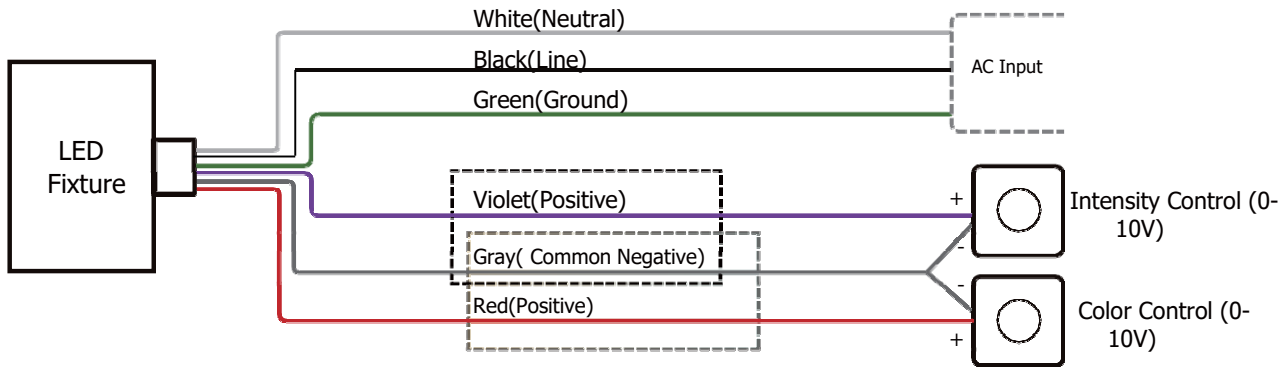 White(Neutral)
Black(Line)
AC Input
Green(Ground)
LED
Fixture
Violet(Positive)
+
Intensity Control (0-
10V)
-
Gray( Common Negative)
-
Red(Positive)
Color Control (0-
10V)
+